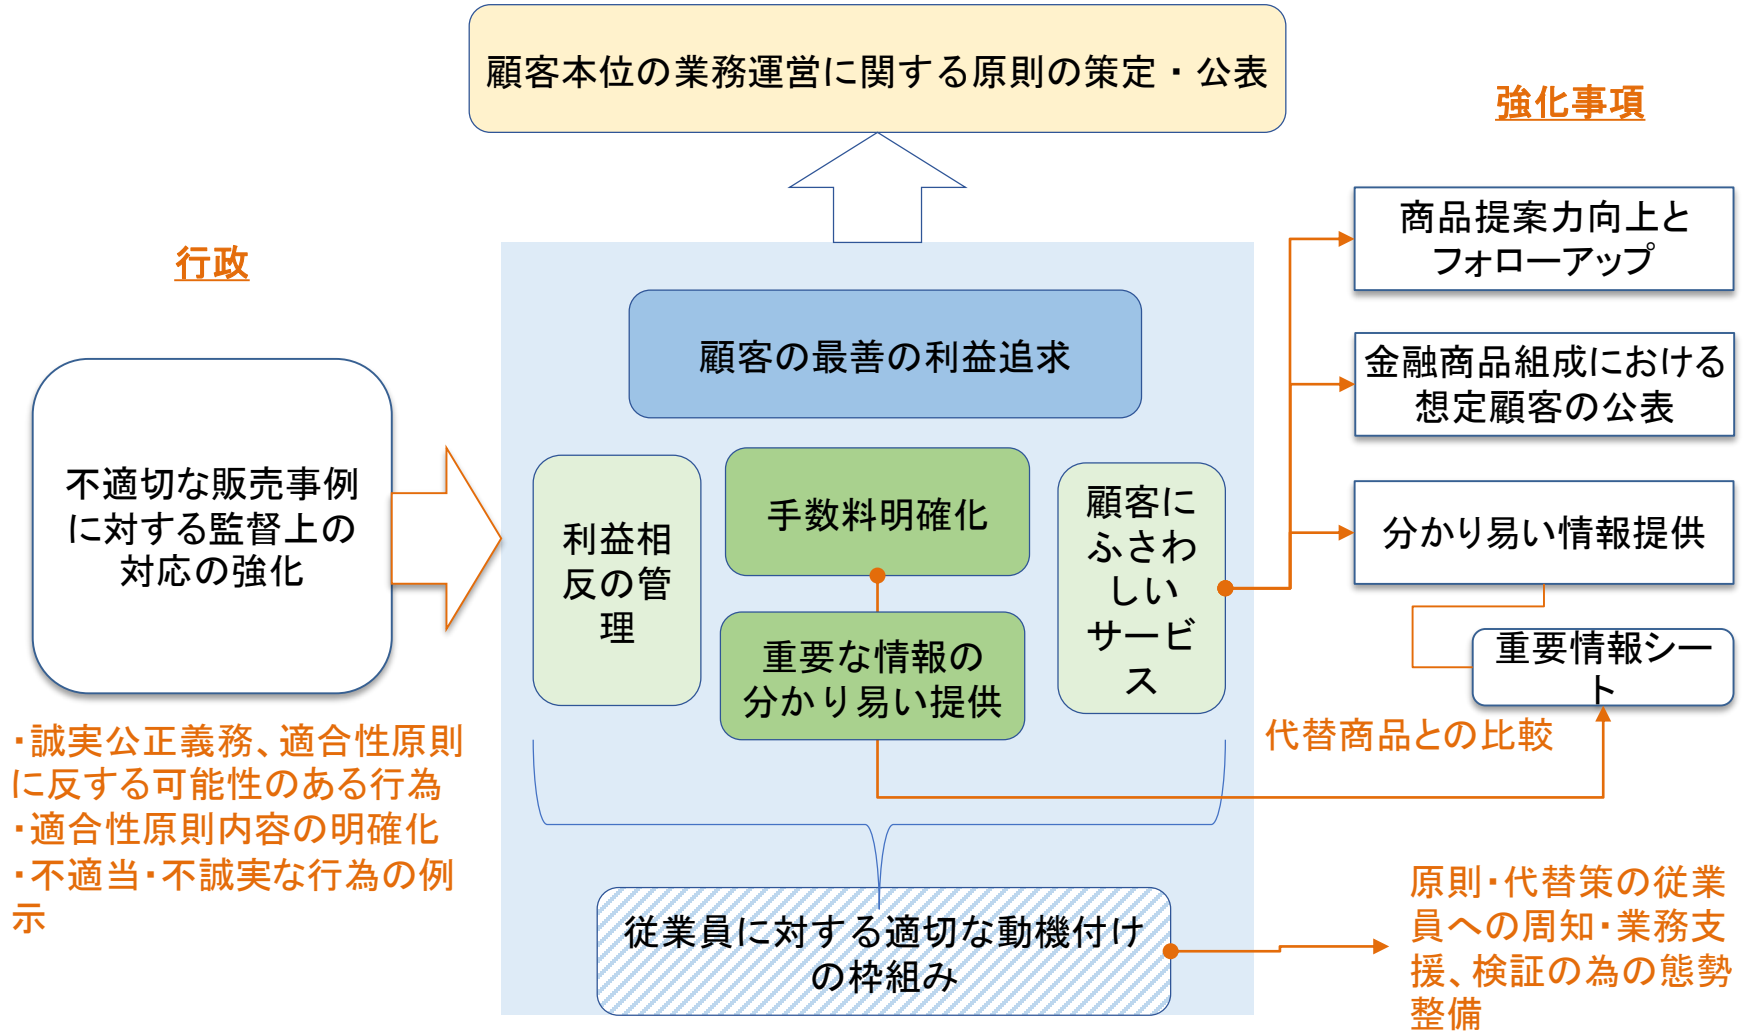 顧客本位の業務運営に関する原則の策定・公表
強化事項
行政
商品提案力向上と
フォローアップ
顧客の最善の利益追求
金融商品組成における
想定顧客の公表
不適切な販売事例
に対する監督上の
対応の強化
利益相
反の管
理
手数料明確化
重要な情報の
分かり易い提供
顧客に
ふさわ
しい
サービ
ス
分かり易い情報提供
重要情報シー
ト
代替商品との比較
・誠実公正義務、適合性原則
に反する可能性のある行為
・適合性原則内容の明確化
・不適当・不誠実な行為の例
示
従業員に対する適切な動機付け
の枠組み
原則・代替策の従業
員への周知・業務支
援、検証の為の態勢
整備